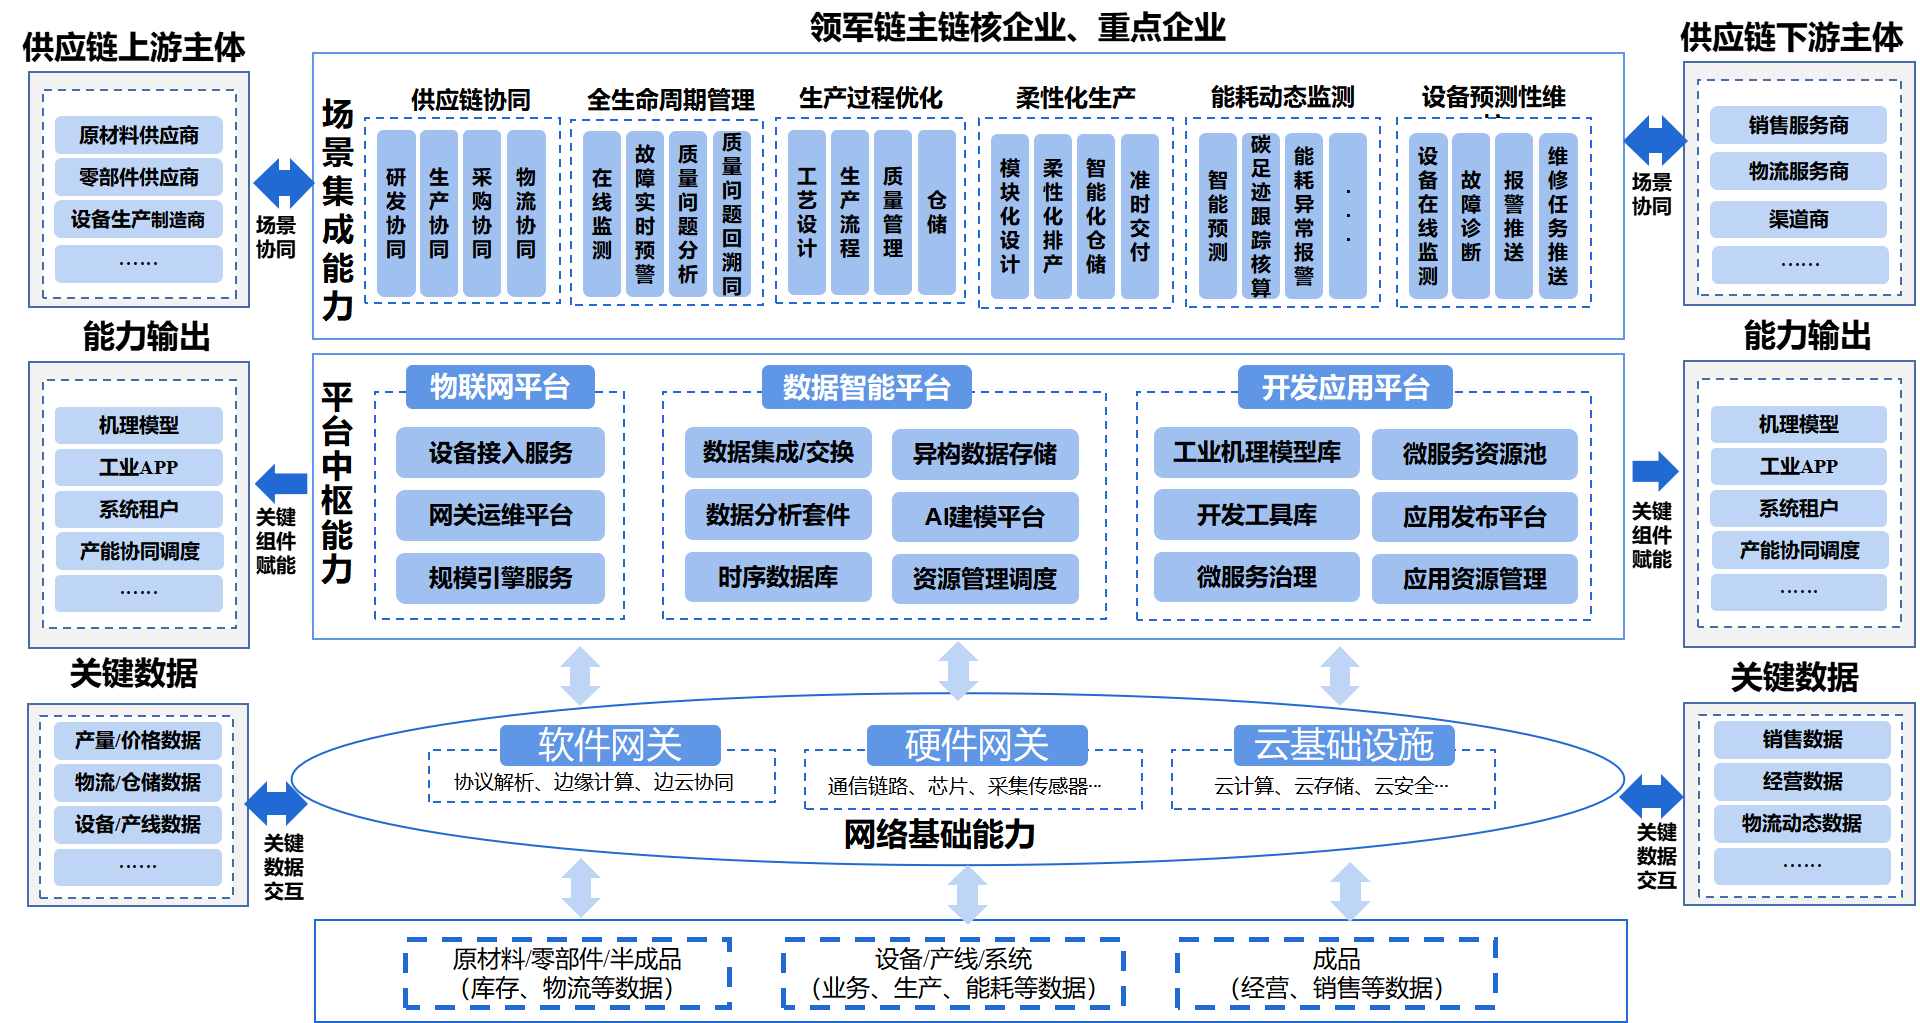 领军链主链核企业、重点企业
供应链上游主体
原材料供应商
零部件供应商
设备生产制造商
……
场景
协同
能力输出
机理模型
工业APP
系统租户
产能协同调度
……
关键
组件
赋能
关键数据
产量/价格数据
物流/仓储数据
设备/产线数据
……
关键
数据
交互
场景集成能力
供应链协同
研发协同
生产协同
采购协同
物流协同
全生命周期管理
在线监测
故障实时预警
质量问题分析
质量问题回溯同
生产过程优化
工艺设计
生产流程
质量管理
仓储
柔性化生产
模块化设计
柔性化排产
智能化仓储
准时交付
能耗动态监测
智能预测
碳足迹跟踪核算
能耗异常报警
...
设备预测性维
设备在线监测
故障诊断
报警推送
维修任务推送
平台中枢能力
物联网平台
设备接入服务
网关运维平台
规模引擎服务
数据智能平台
数据集成/交换
异构数据存储
数据分析套件
AI建模平台
时序数据库
资源管理调度
开发应用平台
工业机理模型库
微服务资源池
开发工具库
应用发布平台
微服务治理
应用资源管理
软件网关
协议解析、边缘计算、边云协同
硬件网关
通信链路、芯片、采集传感器…
云基础设施
云计算、云存储、云安全…
网络基础能力
原材料/零部件/半成品
（库存、物流等数据）
设备/产线/系统
（业务、生产、能耗等数据）
成品
（经营、销售等数据）
供应链下游主体
销售服务商
物流服务商
渠道商
……
场景
协同
能力输出
机理模型
工业APP
系统租户
产能协同调度
……
关键
组件
赋能
关键数据
销售数据
经营数据
物流动态数据
……
关键
数据
交互